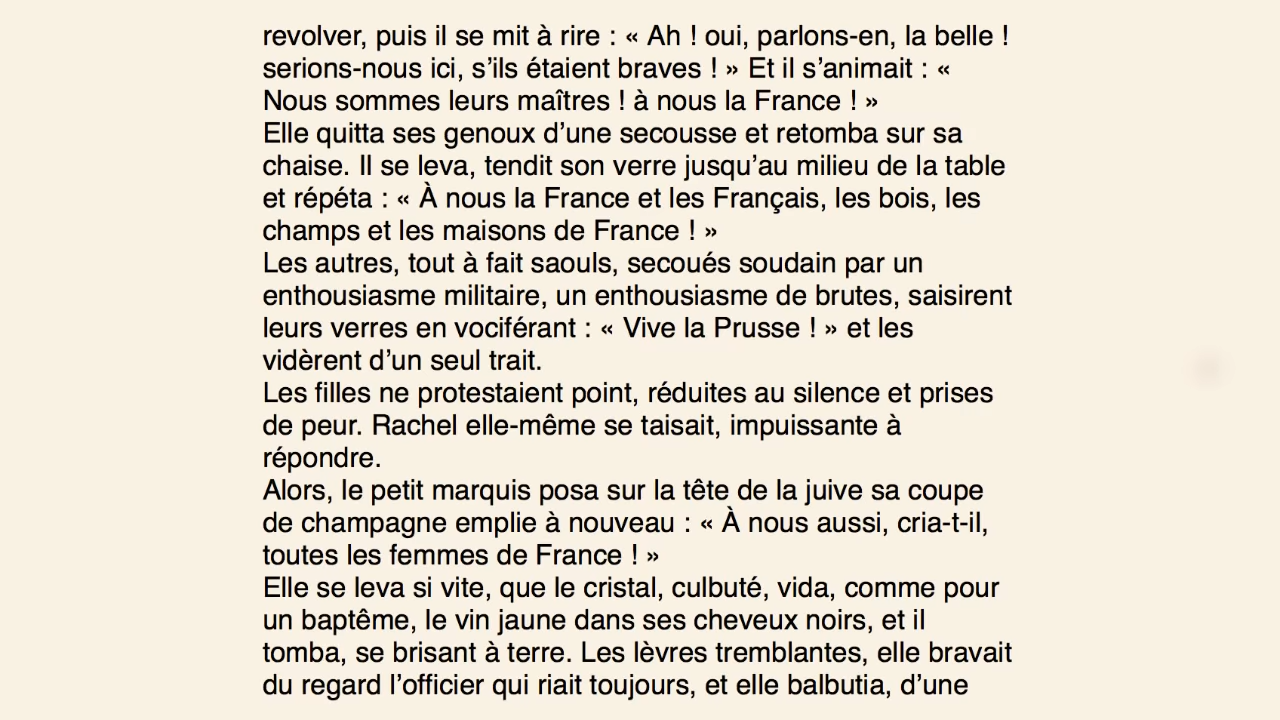 revolver, puis il se mit à rire : « Ah ! oui, parlons-en, la belle !
serions-nous ici, s’ils étaient braves ! » Et il s’animait : «
Nous sommes leurs maîtres ! à nous la France ! »
Elle quitta ses genoux d’une secousse et retomba sur sa
chaise. Il se leva, tendit son verre jusqu’au milieu de la table
et répéta : « À nous la France et les Français, les bois, les
champs et les maisons de France ! »
Les autres, tout à fait saouls, secoués soudain par un
enthousiasme militaire, un enthousiasme de brutes, saisirent
leurs verres en vociférant : « Vive la Prusse ! » et les
vidèrent d’un seul trait.
Les filles ne protestaient point, réduites au silence et prises
de peur. Rachel elle-même se taisait, impuissante à
répondre.
Alors, le petit marquis posa sur la tête de la juive sa coupe
de champagne emplie à nouveau : « À nous aussi, cria-t-il,
toutes les femmes de France ! »
Elle se leva si vite, que le cristal, culbuté, vida, comme pour
un baptême, le vin jaune dans ses cheveux noirs, et il
tomba, se brisant à terre. Les lèvres tremblantes, elle bravait
du regard l’officier qui riait toujours, et elle balbutia, d’une